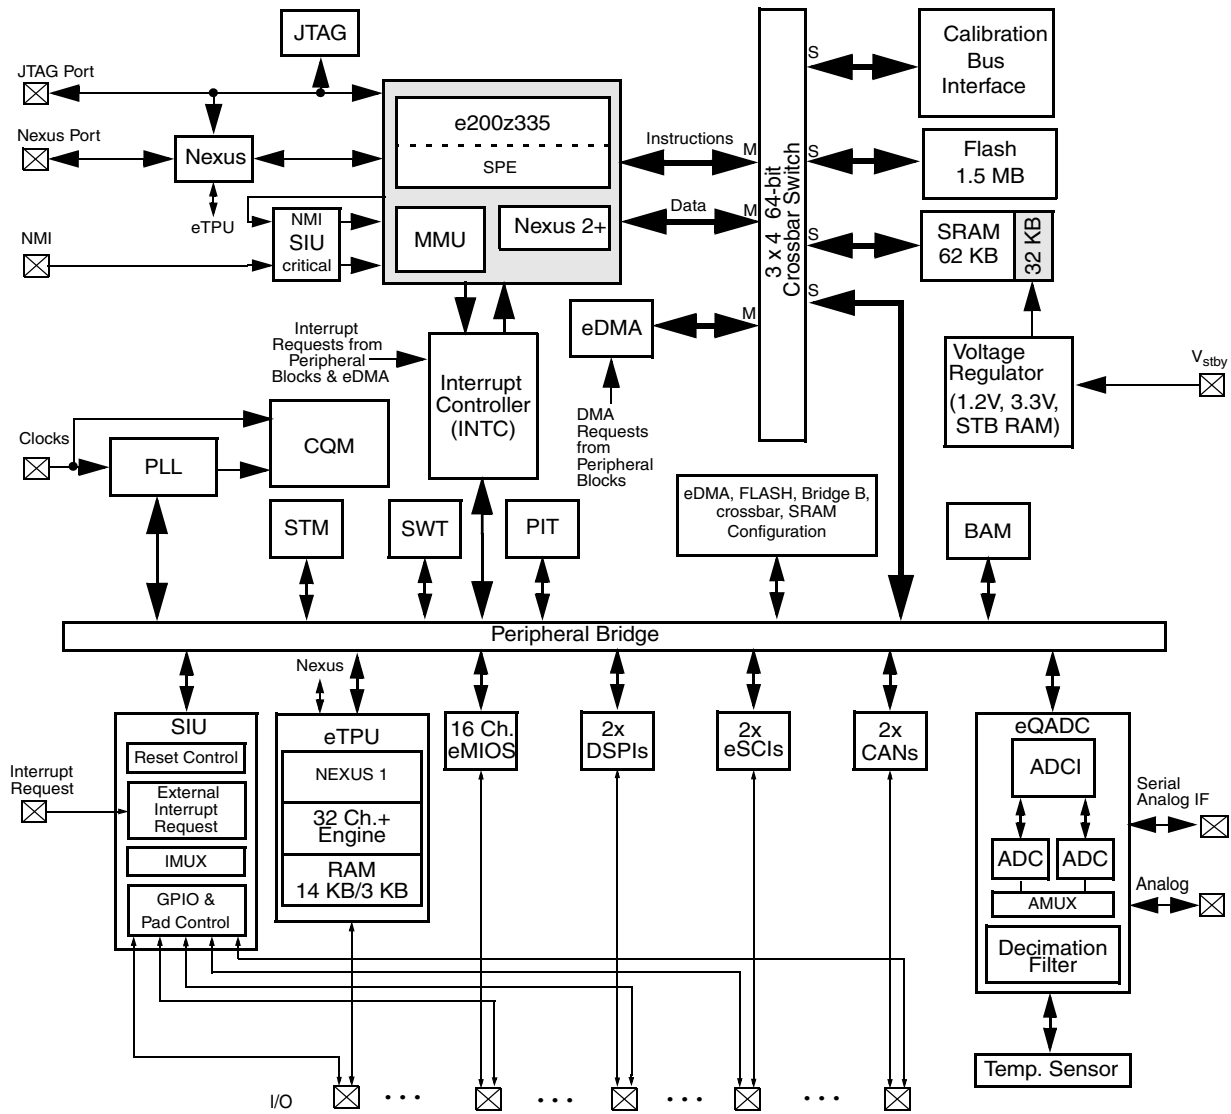 JTAG
JTAG Port
Nexus Port
Nexus
eTPU
NMI
NMI
SIU
critical
e200z335
SPE
MMU
Nexus 2+
Instructions
M
Data
M
3 x 4 64-bit
Crossbar Switch
S
Calibration
Bus
Interface
S
Flash
1.5 MB
S
SRAM
62 KB
32 KB
S
eDMA
M
Interrupt
Requests from
Peripheral
Blocks & eDMA
Interrupt
Controller
(INTC)
DMA
Requests
from
Peripheral
Blocks
Voltage
Regulator
(1.2V, 3.3V,
STB RAM)
Vstby
Clocks
PLL
CQM
STM
SWT
PIT
eDMA, FLASH, Bridge B,
crossbar, SRAM
Configuration
BAM
Peripheral Bridge
Nexus
SIU
Reset Control
External
Interrupt
Request
IMUX
GPIO &
Pad Control
Interrupt
Request
eTPU
NEXUS 1
32 Ch.+
Engine
RAM
14 KB/3 KB
16 Ch.
eMIOS
2x
DSPIs
2x
eSCIs
2x
CANs
eQADC
ADCI
ADC
ADC
AMUX
Decimation
Filter
Serial
Analog IF
Analog
Temp. Sensor
I/O